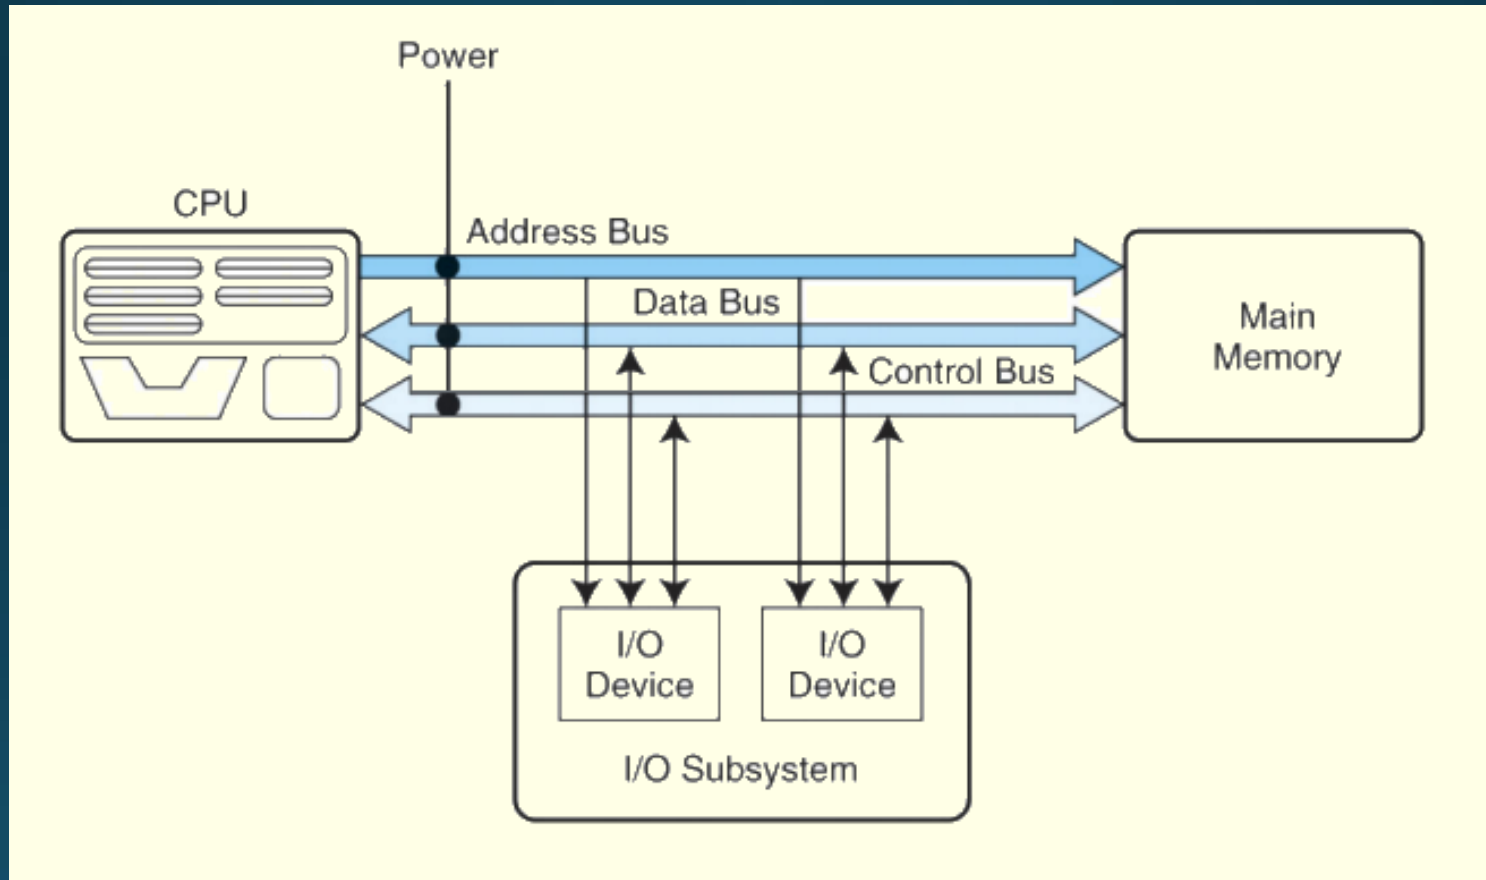 Power
CPU
Address Bus
Data Bus
Main
Memory
Control Bus
I/O
Device
I/O
Device
I/O Subsystem